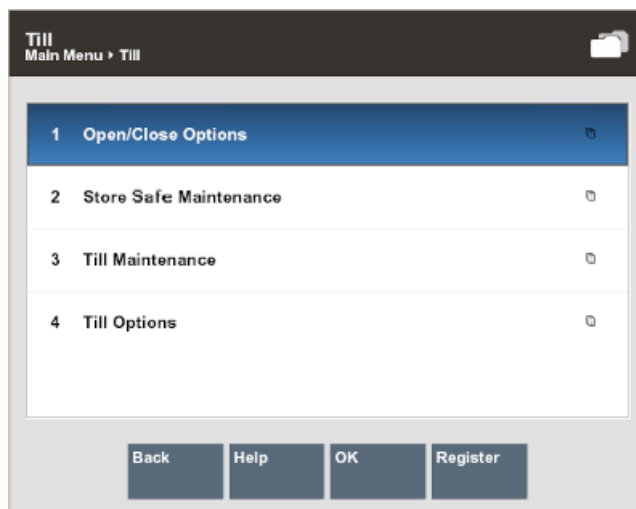 Till
Main Menu ▸ Till
1 Open/Close Options
2 Store Safe Maintenance
3 Till Maintenance
4 Till Options
Back Help OK Register